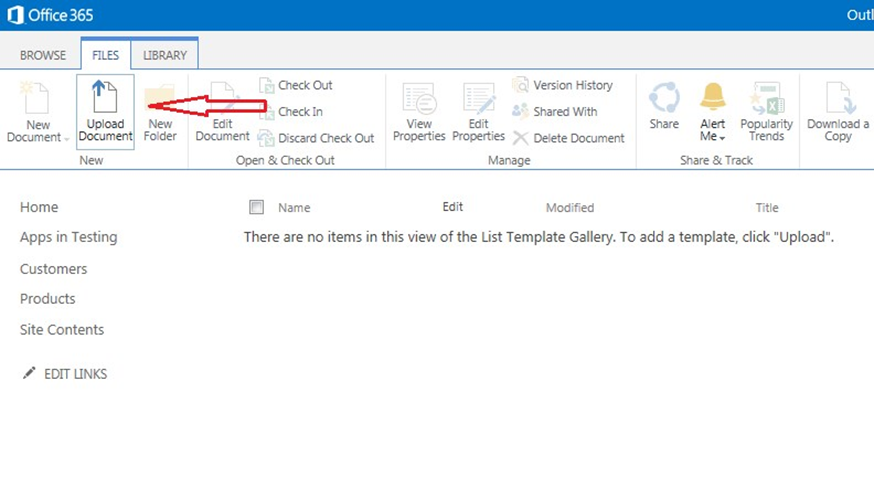 Office 365
Outl
BROWSE FILES LIBRARY
New Document
Upload Document
New Folder
New
Edit Document
Check Out
Check In
Discard Check Out
Open & Check Out
View Properties
Edit Properties
Version History
Shared With
Delete Document
Manage
Share
Alert Me
Popularity Trends
Share & Track
Download a Copy
Home
Apps in Testing
Customers
Products
Site Contents
EDIT LINKS
Name Edit Modified Title
There are no items in this view of the List Template Gallery. To add a template, click "Upload".